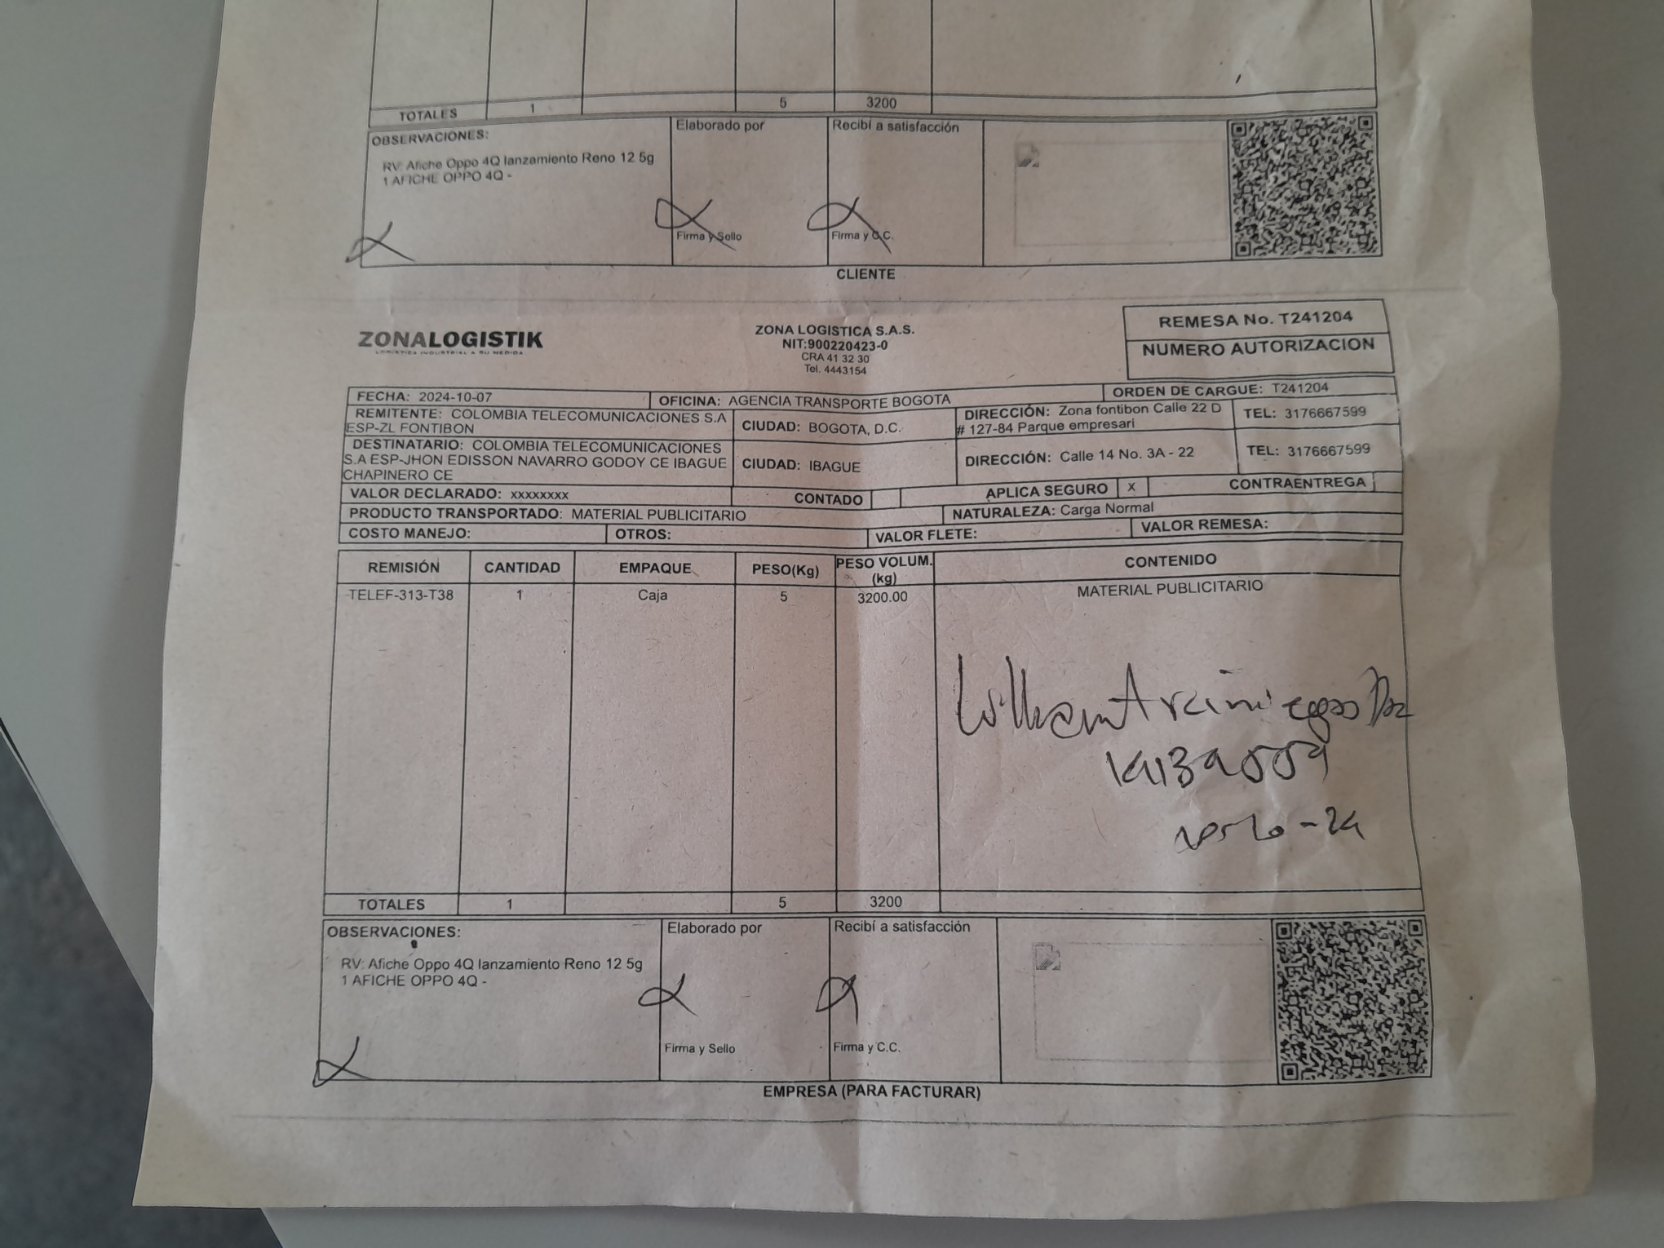 TOTALES 1 5 3200
OBSERVACIONES: Elaborado por Recibí a satisfacción
RV: Afiche Oppo 4Q lanzamiento Reno 12 5g
1 AFICHE OPPO 4Q -
Firma y Sello Firma y C.C.
CLIENTE
ZONALOGISTIK
LOGISTICA INDUSTRIAL A SU MEDIDA
ZONA LOGISTICA S.A.S.
NIT:900220423-0
CRA 41 32 30
Tel. 4443154
REMESA No. T241204
NUMERO AUTORIZACION
FECHA: 2024-10-07 OFICINA: AGENCIA TRANSPORTE BOGOTA ORDEN DE CARGUE: T241204
REMITENTE: COLOMBIA TELECOMUNICACIONES S.A
ESP-ZL FONTIBON
CIUDAD: BOGOTA, D.C.
DIRECCIÓN: Zona fontibon Calle 22 D
# 127-84 Parque empresari
TEL: 3176667599
DESTINATARIO: COLOMBIA TELECOMUNICACIONES
S.A ESP-JHON EDISSON NAVARRO GODOY CE IBAGUE
CHAPINERO CE
CIUDAD: IBAGUE
DIRECCIÓN: Calle 14 No. 3A - 22
TEL: 3176667599
VALOR DECLARADO: xxxxxxxx CONTADO APLICA SEGURO x CONTRAENTREGA
PRODUCTO TRANSPORTADO: MATERIAL PUBLICITARIO NATURALEZA: Carga Normal
COSTO MANEJO: OTROS: VALOR FLETE: VALOR REMESA:
REMISIÓN CANTIDAD EMPAQUE PESO(Kg) PESO VOLUM. CONTENIDO
(kg)
TELEF-313-T38 1 Caja 5 3200.00 MATERIAL PUBLICITARIO
TOTALES 1 5 3200
OBSERVACIONES: Elaborado por Recibí a satisfacción
RV: Afiche Oppo 4Q lanzamiento Reno 12 5g
1 AFICHE OPPO 4Q -
Firma y Sello Firma y C.C.
EMPRESA (PARA FACTURAR)